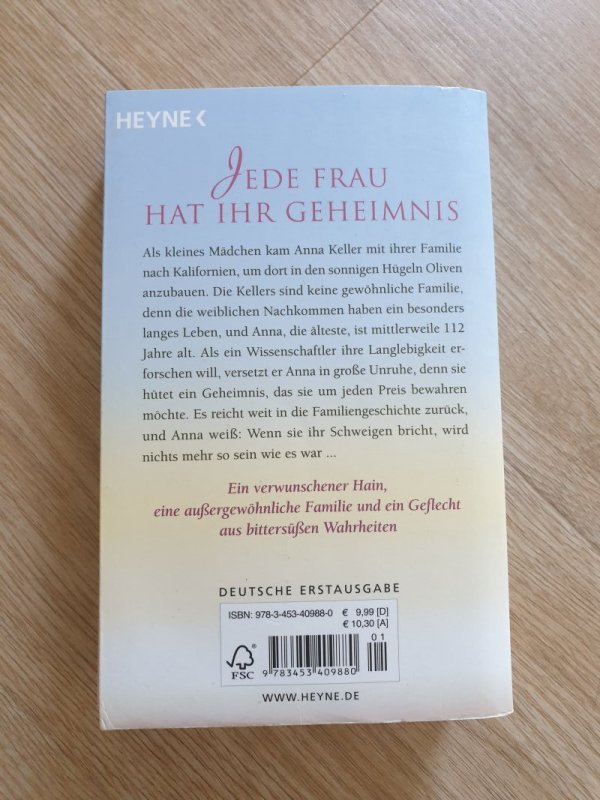 HEYNE<
JEDE FRAU
HAT IHR GEHEIMNIS
Als kleines Mädchen kam Anna Keller mit ihrer Familie
nach Kalifornien, um dort in den sonnigen Hügeln Oliven
anzubauen. Die Kellers sind keine gewöhnliche Familie,
denn die weiblichen Nachkommen haben ein besonders
langes Leben, und Anna, die älteste, ist mittlerweile 112
Jahre alt. Als ein Wissenschaftler ihre Langlebigkeit er-
forschen will, versetzt er Anna in große Unruhe, denn sie
hütet ein Geheimnis, das sie um jeden Preis bewahren
möchte. Es reicht weit in die Familiengeschichte zurück,
und Anna weiß: Wenn sie ihr Schweigen bricht, wird
nichts mehr so sein wie es war ...
Ein verwunschener Hain,
eine außergewöhnliche Familie und ein Geflecht
aus bittersüßen Wahrheiten
DEUTSCHE ERSTAUSGABE
ISBN: 978-3-453-40988-0 € 9,99 [D]
€ 10,30 [A]
01
FSC
9 783453 409880
WWW.HEYNE.DE